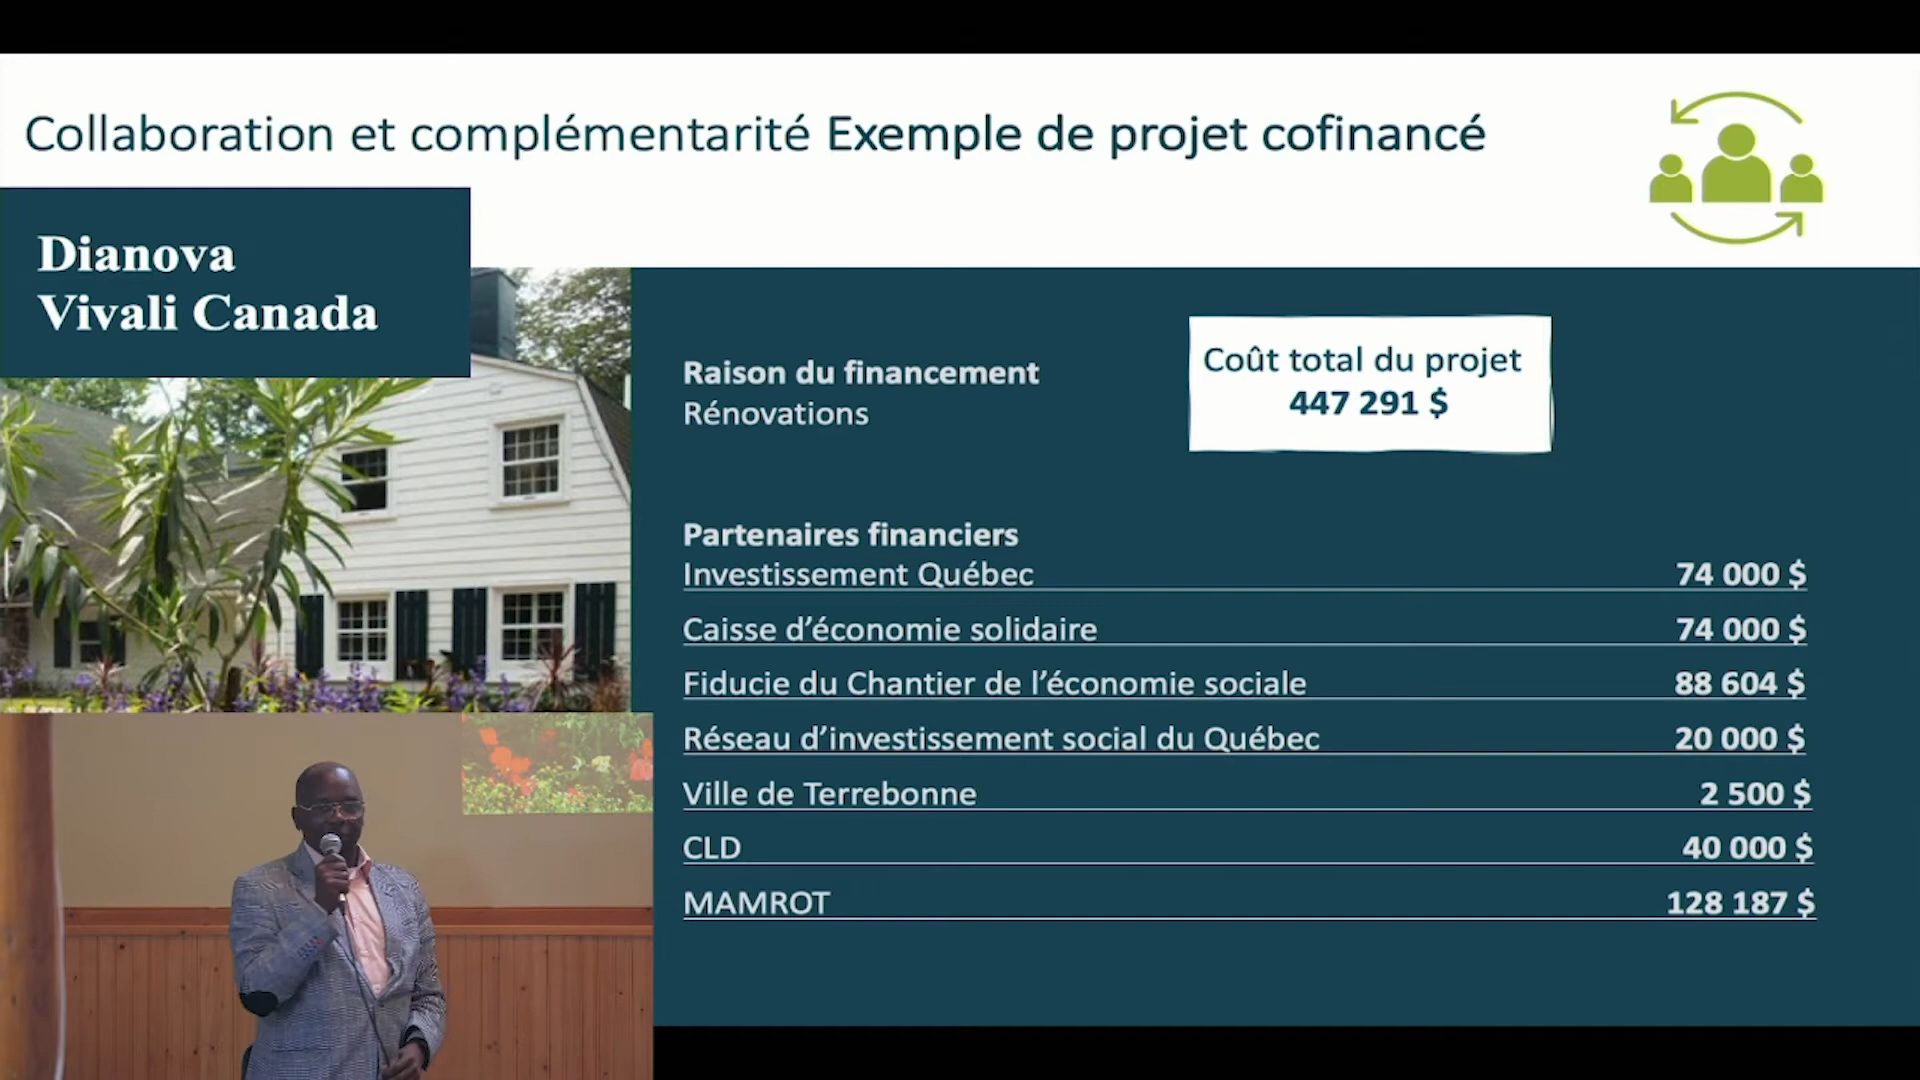 Collaboration et complémentarité Exemple de projet cofinancé
Dianova
Vivali Canada
Raison du financement
Rénovations
Coût total du projet
447 291 $
Partenaires financiers
Investissement Québec 74 000 $
Caisse d’économie solidaire 74 000 $
Fiducie du Chantier de l’économie sociale 88 604 $
Réseau d’investissement social du Québec 20 000 $
Ville de Terrebonne 2 500 $
CLD 40 000 $
MAMROT 128 187 $